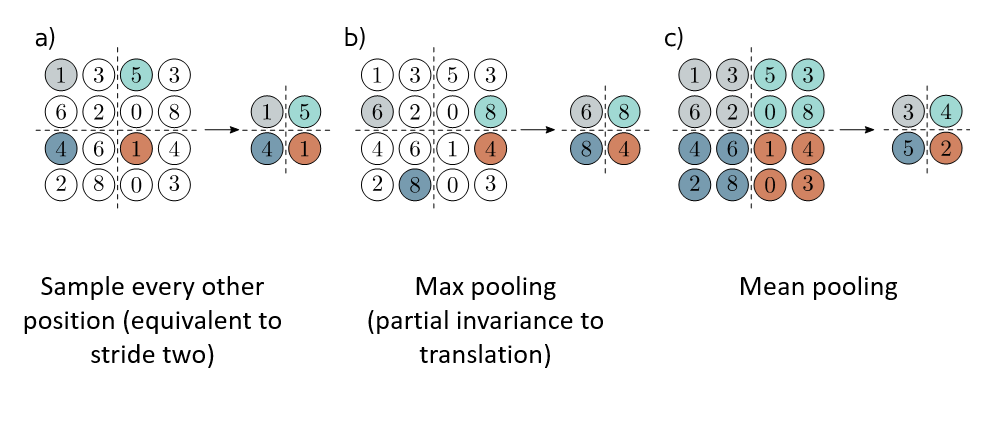 a)
1 3 5 3
6 2 0 8
4 6 1 4
2 8 0 3
1 5
4 1
Sample every other
position (equivalent to
stride two)
b)
1 3 5 3
6 2 0 8
4 6 1 4
2 8 0 3
6 8
8 4
Max pooling
(partial invariance to
translation)
c)
1 3 5 3
6 2 0 8
4 6 1 4
2 8 0 3
3 4
5 2
Mean pooling